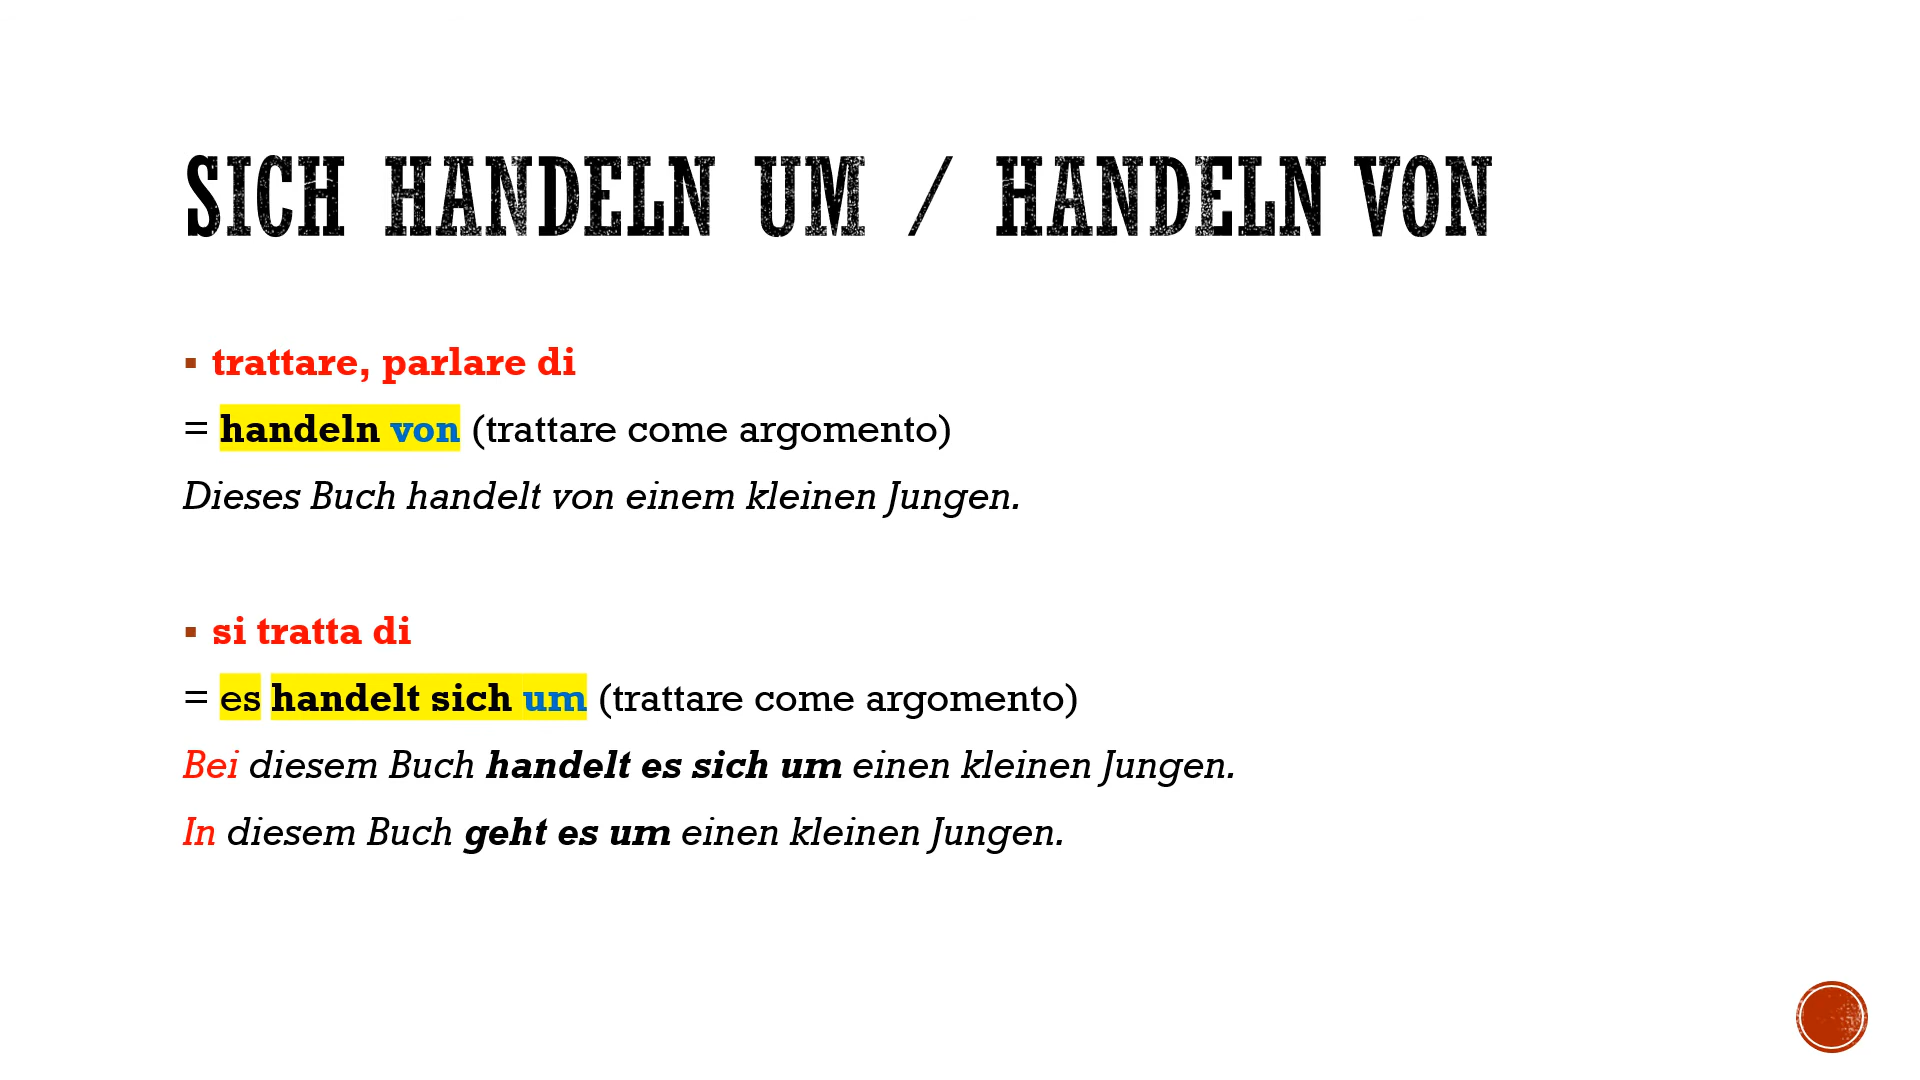 SICH HANDELN UM / HANDELN VON
▪ trattare, parlare di
= handeln von (trattare come argomento)
Dieses Buch handelt von einem kleinen Jungen.
▪ si tratta di
= es handelt sich um (trattare come argomento)
Bei diesem Buch handelt es sich um einen kleinen Jungen.
In diesem Buch geht es um einen kleinen Jungen.